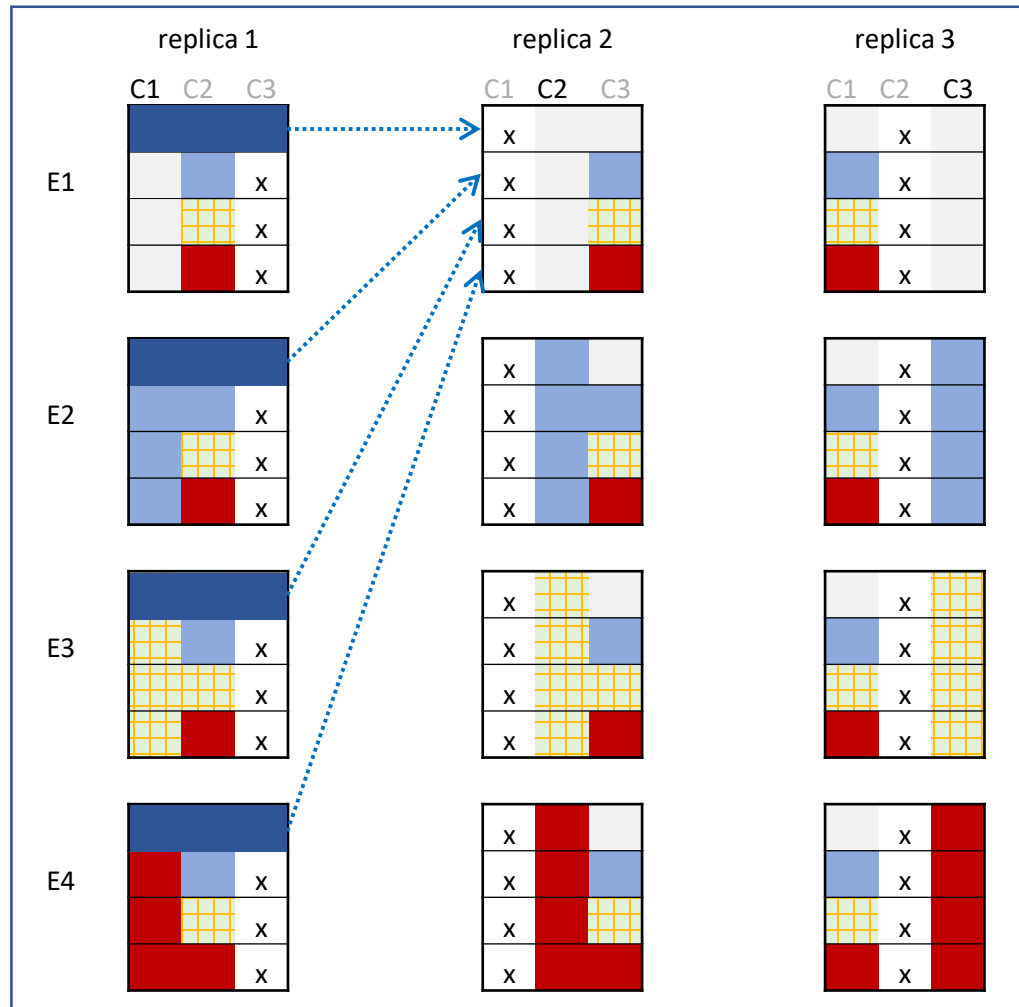 replica 1 replica 2 replica 3
C1 C2 C3 C1 C2 C3 C1 C2 C3
x x
E1 x x x
x x x
x x x
x x
E2 x x x
x x x
x x x
x x
E3 x x x
x x x
x x x
x x
E4 x x x
x x x
x x x